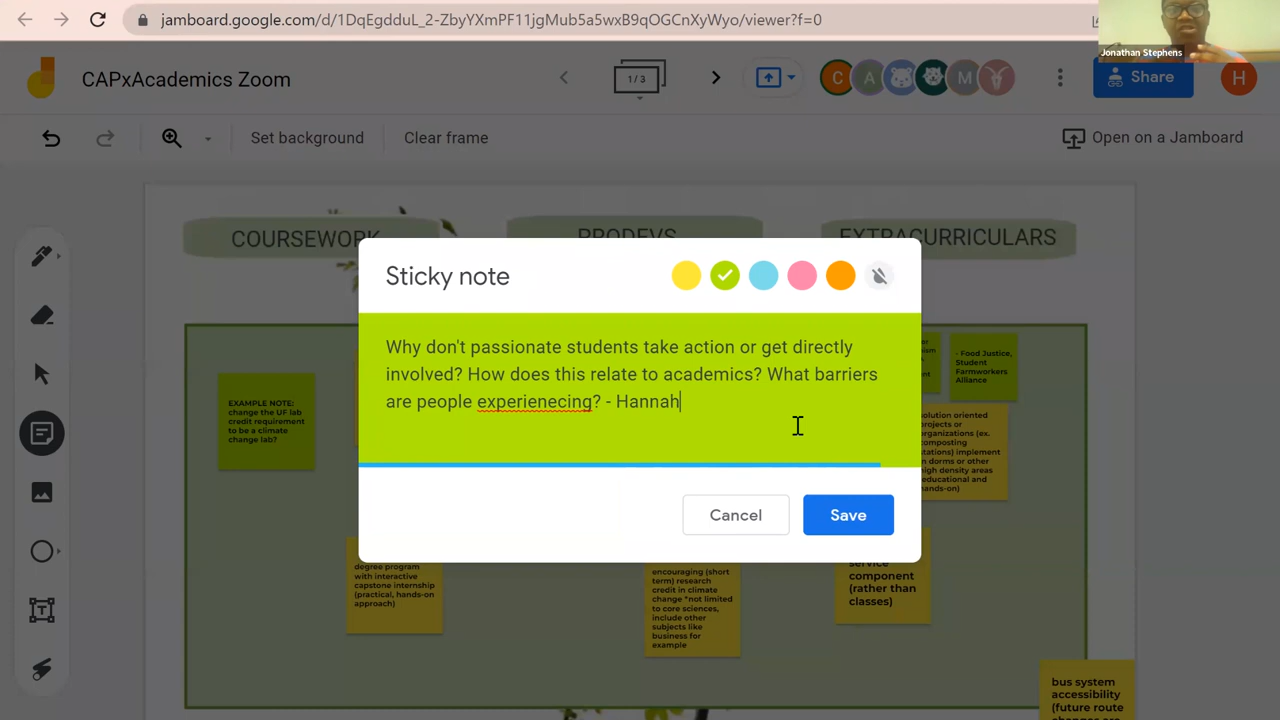 jamboard.google.com/d/1DqEgdduL_2-ZbyYXmPF11jgMub5a5wxB9qOGCnXyWyo/viewer?f=0
Jonathan Stephens
CAPxAcademics Zoom
1/3
C
A
M
Share
H
Set background
Clear frame
Open on a Jamboard
COURSEWORK
PRODEVS
EXTRACURRICULARS
Sticky note
Why don't passionate students take action or get directly
involved? How does this relate to academics? What barriers
are people experienecing? - Hannah
Cancel
Save
EXAMPLE NOTE:
change the UF lab
credit requirement
to be a climate
change lab?
- Food Justice,
Student
Farmworkers
Alliance
solution oriented
projects or
organizations (ex.
composting
stations) implement
in dorms or other
high density areas
educational and
hands-on)
degree program
with interactive
capstone internship
(practical, hands-on
approach)
encouraging (short
term) research
credit in climate
change *not limited
to core sciences,
include other
subjects like
business for
example
service
component
(rather than
classes)
bus system
accessibility
(future route